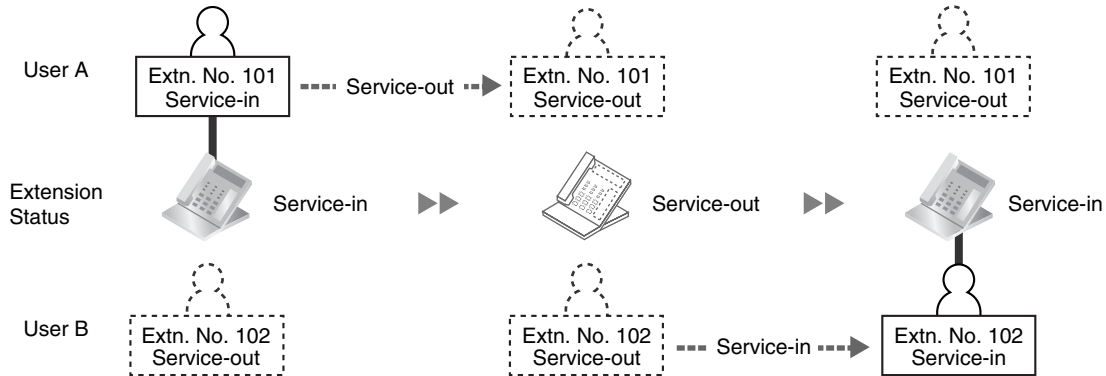 User A
Extn. No. 101
Service-in
Service-out
Extn. No. 101
Service-out
Extn. No. 101
Service-out
Extension
Status
Service-in
Service-out
Service-in
User B
Extn. No. 102
Service-out
Extn. No. 102
Service-out
Service-in
Extn. No. 102
Service-in